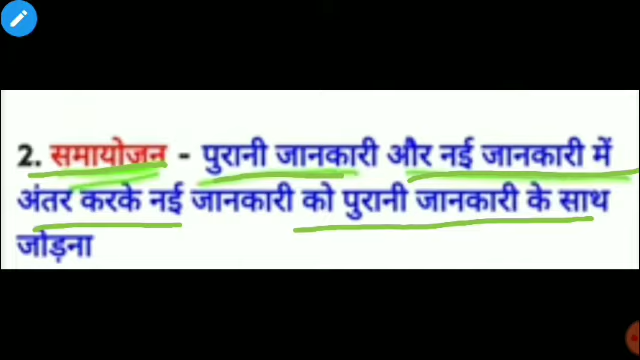 2. समायोजन - पुरानी जानकारी और नई जानकारी में
अंतर करके नई जानकारी को पुरानी जानकारी के साथ
जोड़ना